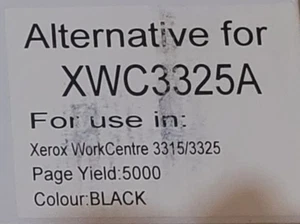 Alternative for
XWC3325A
For use in:
Xerox WorkCentre 3315/3325
Page Yield:5000
Colour:BLACK